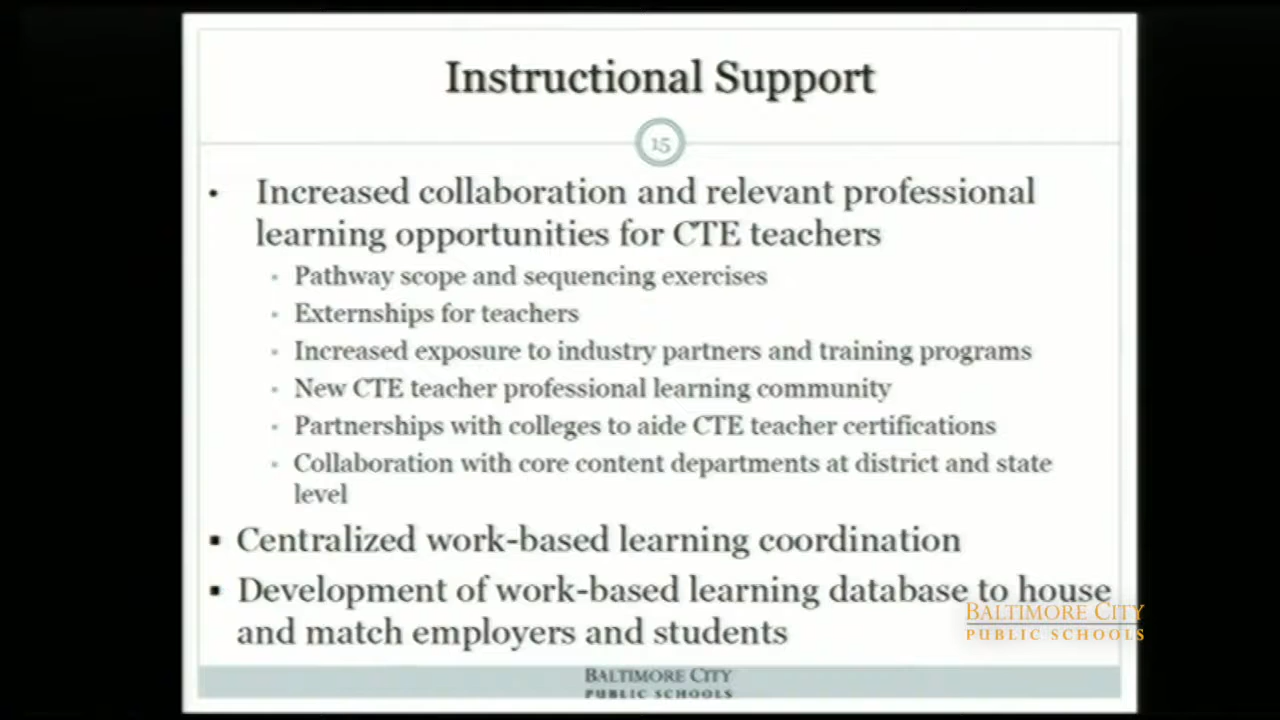 Instructional Support
15
• Increased collaboration and relevant professional
learning opportunities for CTE teachers
▪ Pathway scope and sequencing exercises
▪ Externships for teachers
▪ Increased exposure to industry partners and training programs
▪ New CTE teacher professional learning community
▪ Partnerships with colleges to aide CTE teacher certifications
▪ Collaboration with core content departments at district and state
level
▪ Centralized work-based learning coordination
▪ Development of work-based learning database to house
and match employers and students
BALTIMORE CITY
PUBLIC SCHOOLS
BALTIMORE CITY
PUBLIC SCHOOLS